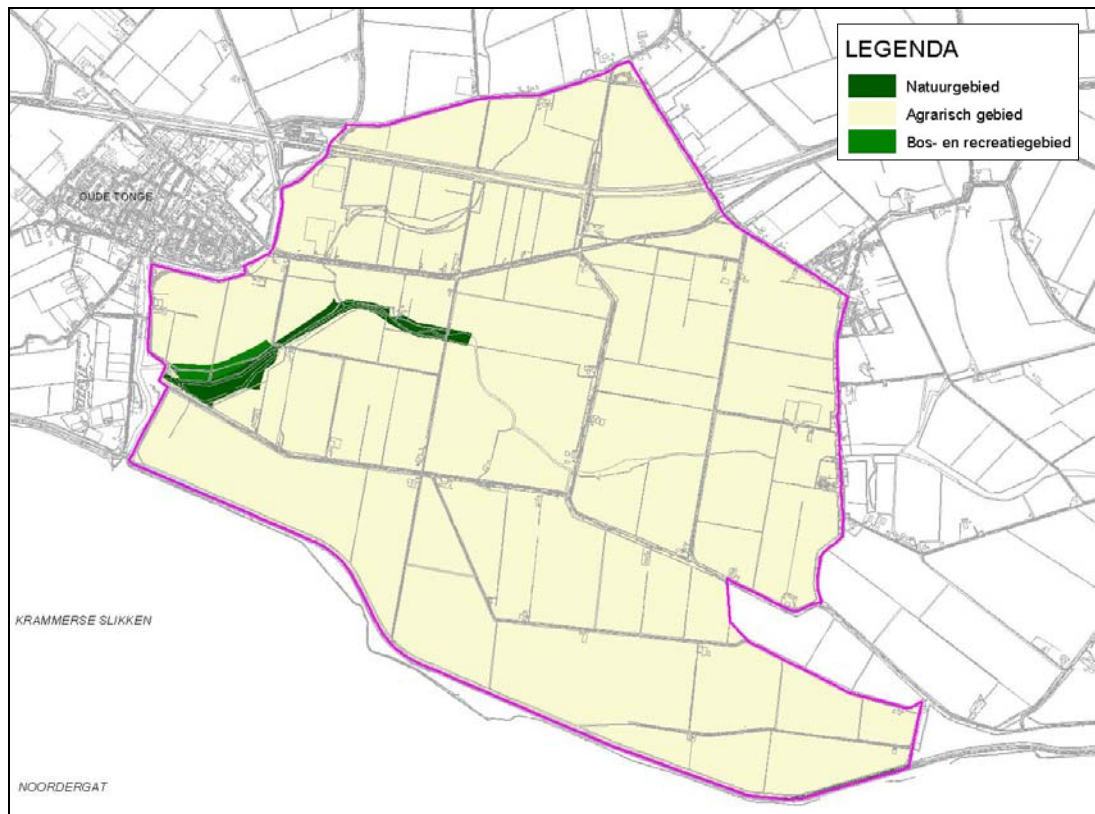 LEGENDA
Natuurgebied
Agrarisch gebied
Bos- en recreatiegebied
OUDE TONGE
KRAMMERSE SLIKKEN
NOORDERGAT